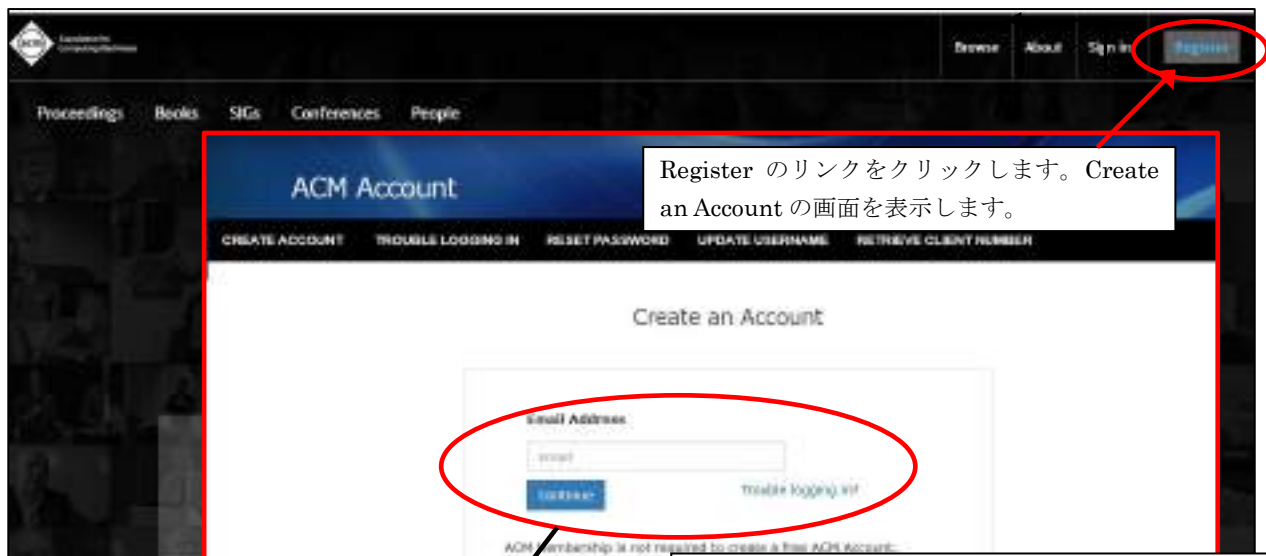 Browse About Sign in Register
Proceedings Books SIGs Conferences People
Register のリンクをクリックします。Create
an Account の画面を表示します。
ACM Account
CREATE ACCOUNT TROUBLE LOGGING IN RESET PASSWORD UPDATE USERNAME RETRIEVE CLIENT NUMBER
Create an Account
Email Address
email
Continue
Trouble logging in?
ACM Membership is not required to create a free ACM Account.